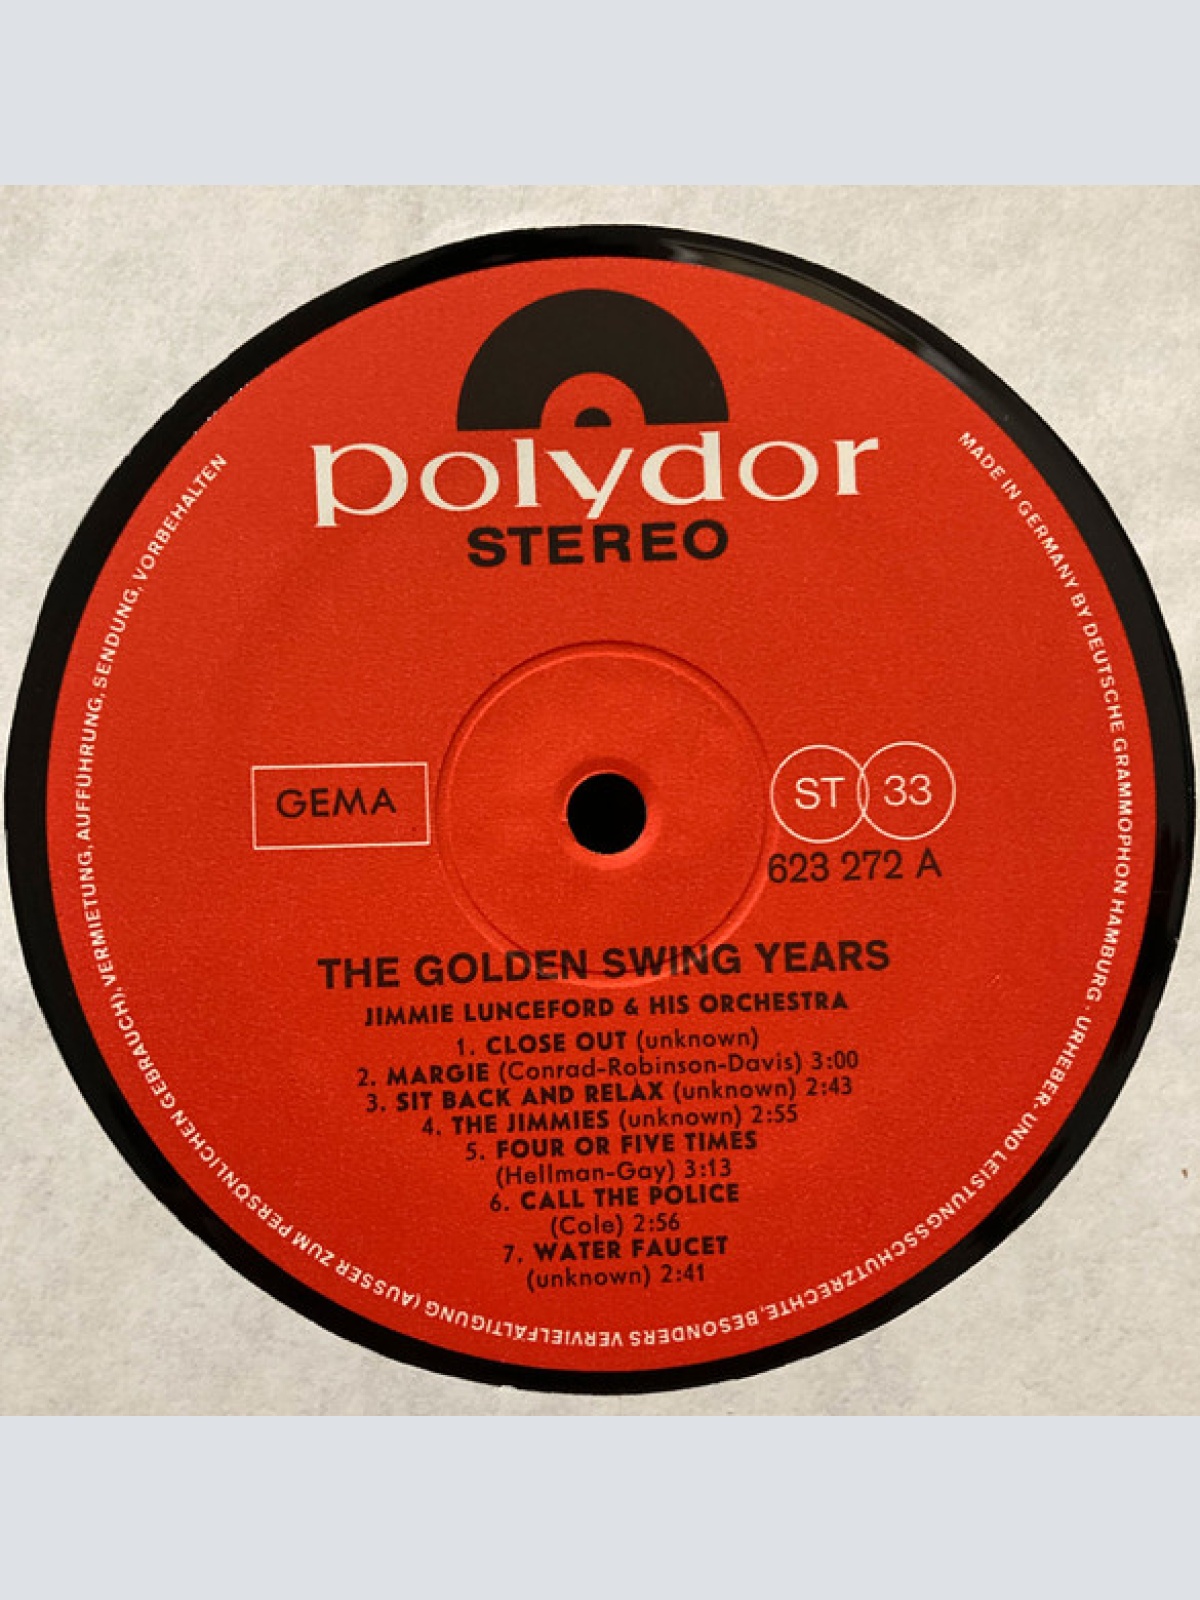 polydor
STEREO
GEMA
ST 33
623 272 A
THE GOLDEN SWING YEARS
JIMMIE LUNCEFORD & HIS ORCHESTRA
1. CLOSE OUT (unknown)
2. MARGIE (Conrad-Robinson-Davis) 3:00
3. SIT BACK AND RELAX (unknown) 2:43
4. THE JIMMIES (unknown) 2:55
5. FOUR OR FIVE TIMES
(Hellman-Gay) 3:13
6. CALL THE POLICE
(Cole) 2:56
7. WATER FAUCET
(unknown) 2:41
MADE IN GERMANY BY DEUTSCHE GRAMMOPHON HAMBURG · URHEBER- UND LEISTUNGSSCHUTZRECHTE, BESONDERS VERVIELFÄLTIGUNG (AUSSER ZUM PERSÖNLICHEN GEBRAUCH), VERMIETUNG, AUFFÜHRUNG, SENDUNG, VORBEHALTEN